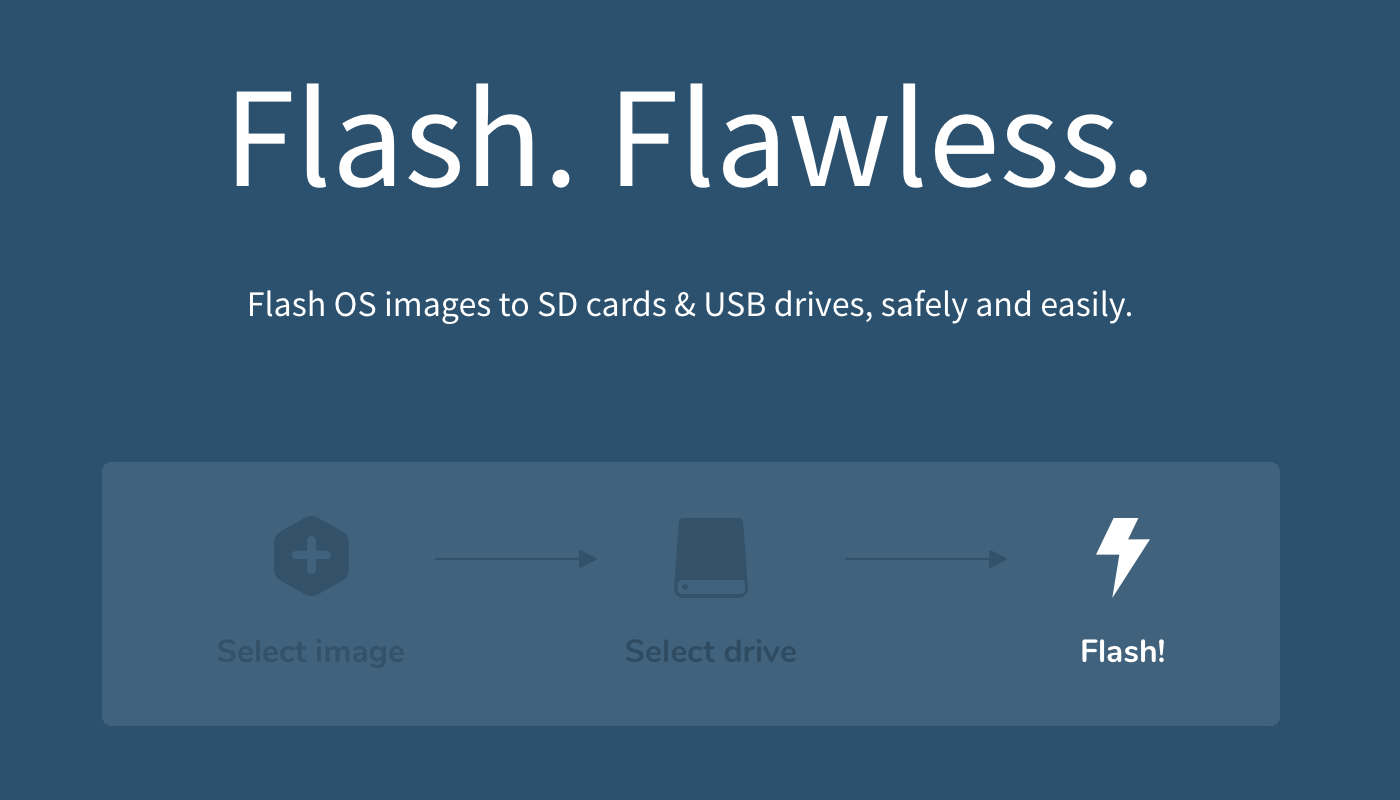 Flash. Flawless.
Flash OS images to SD cards & USB drives, safely and easily.
Select image
Select drive
Flash!